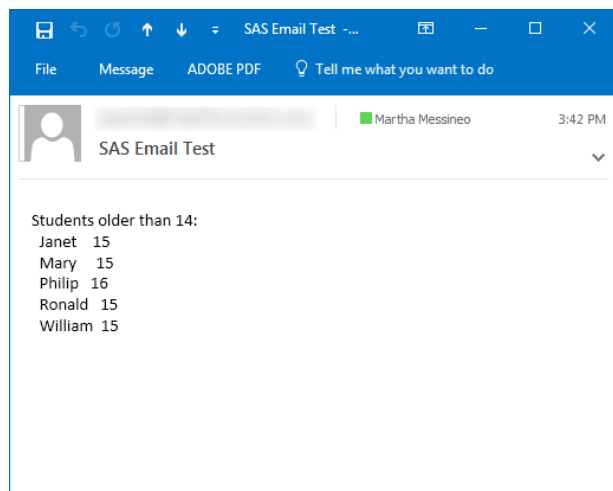 SAS Email Test -...
File Message ADOBE PDF Tell me what you want to do
Martha Messineo 3:42 PM
SAS Email Test
Students older than 14:
Janet 15
Mary 15
Philip 16
Ronald 15
William 15